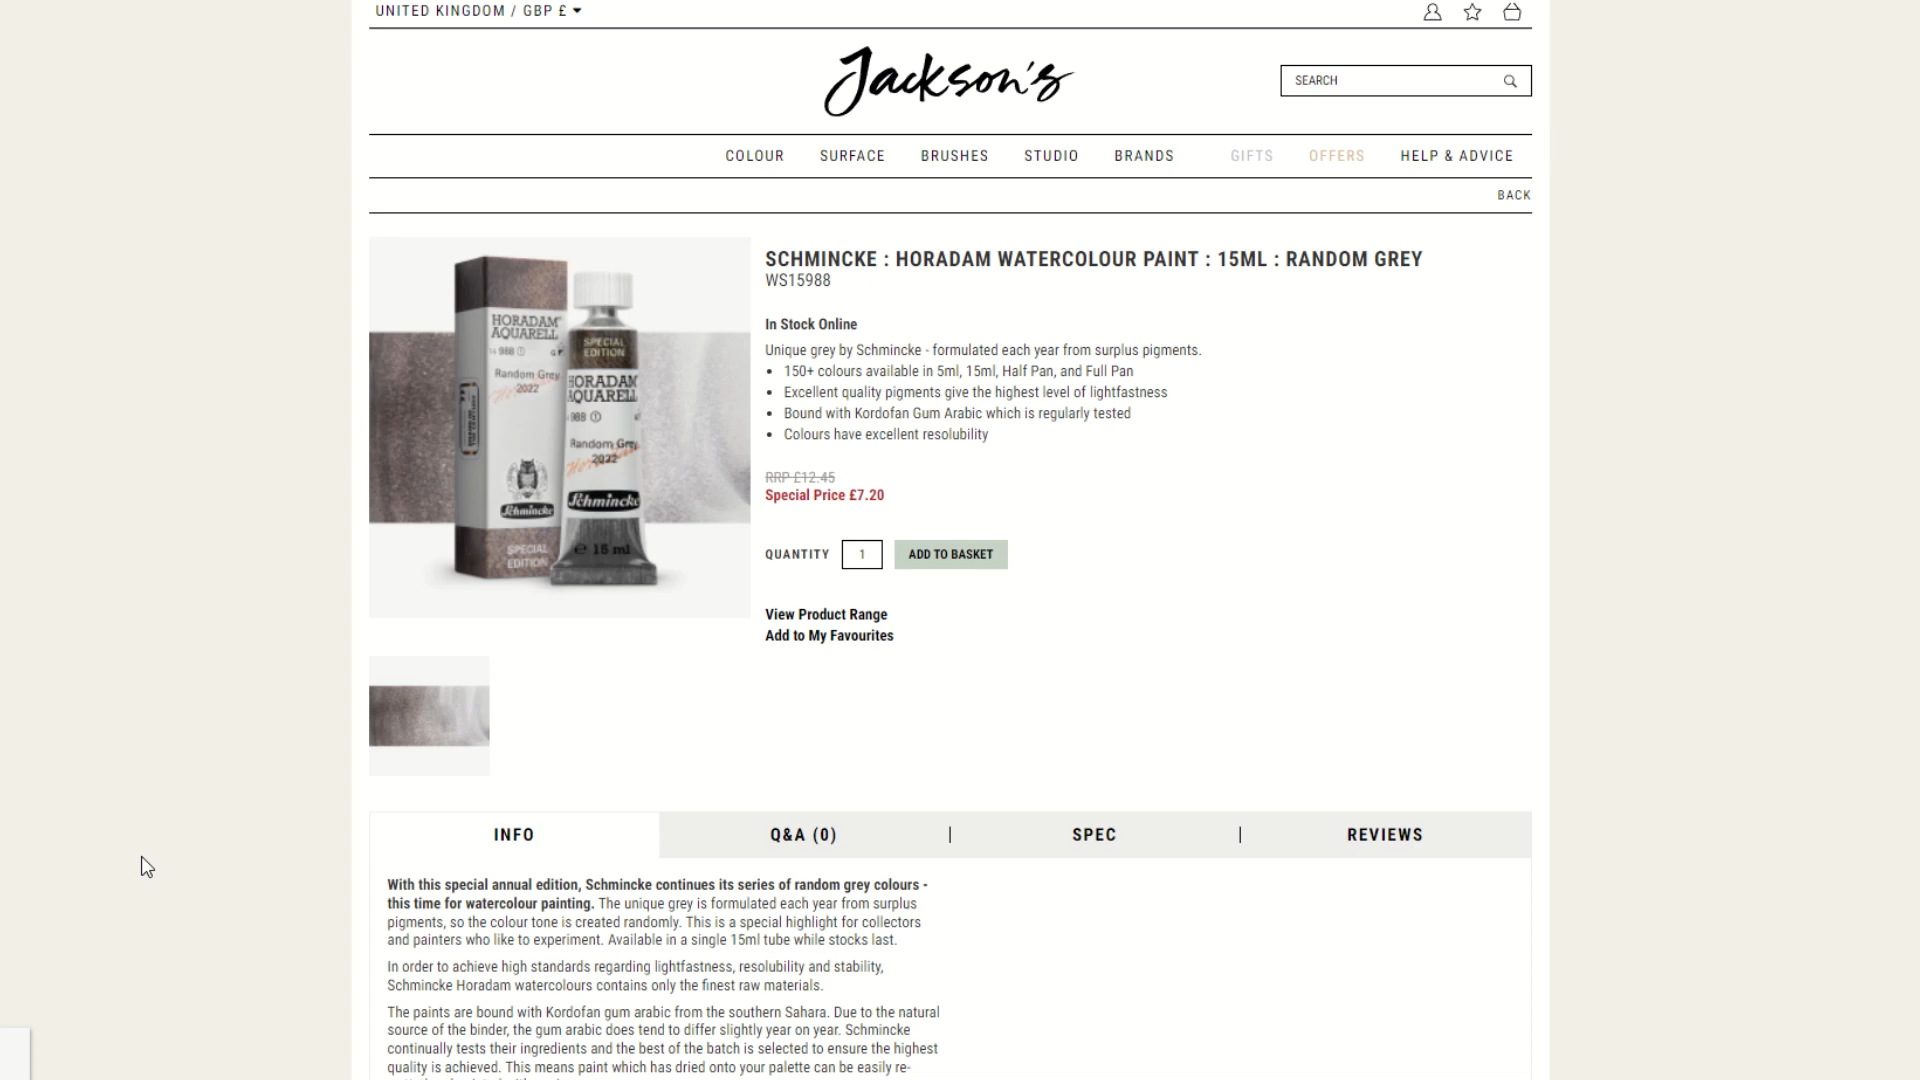 UNITED KINGDOM / GBP £
Jackson's
SEARCH
COLOUR SURFACE BRUSHES STUDIO BRANDS GIFTS OFFERS HELP & ADVICE
BACK
HORADAM
AQUARELL
988
Random Grey
2022
Schmincke
SPECIAL
EDITION
SPECIAL
EDITION
HORADAM
AQUARELL
988
Random Grey
2022
Schmincke
e 15 ml
SCHMINCKE : HORADAM WATERCOLOUR PAINT : 15ML : RANDOM GREY
WS15988
In Stock Online
Unique grey by Schmincke - formulated each year from surplus pigments.
• 150+ colours available in 5ml, 15ml, Half Pan, and Full Pan
• Excellent quality pigments give the highest level of lightfastness
• Bound with Kordofan Gum Arabic which is regularly tested
• Colours have excellent resolubility
RRP £12.45
Special Price £7.20
QUANTITY 1 ADD TO BASKET
View Product Range
Add to My Favourites
INFO Q&A (0) | SPEC | REVIEWS
With this special annual edition, Schmincke continues its series of random grey colours -
this time for watercolour painting. The unique grey is formulated each year from surplus
pigments, so the colour tone is created randomly. This is a special highlight for collectors
and painters who like to experiment. Available in a single 15ml tube while stocks last.
In order to achieve high standards regarding lightfastness, resolubility and stability,
Schmincke Horadam watercolours contains only the finest raw materials.
The paints are bound with Kordofan gum arabic from the southern Sahara. Due to the natural
source of the binder, the gum arabic does tend to differ slightly year on year. Schmincke
continually tests their ingredients and the best of the batch is selected to ensure the highest
quality is achieved. This means paint which has dried onto your palette can be easily re-